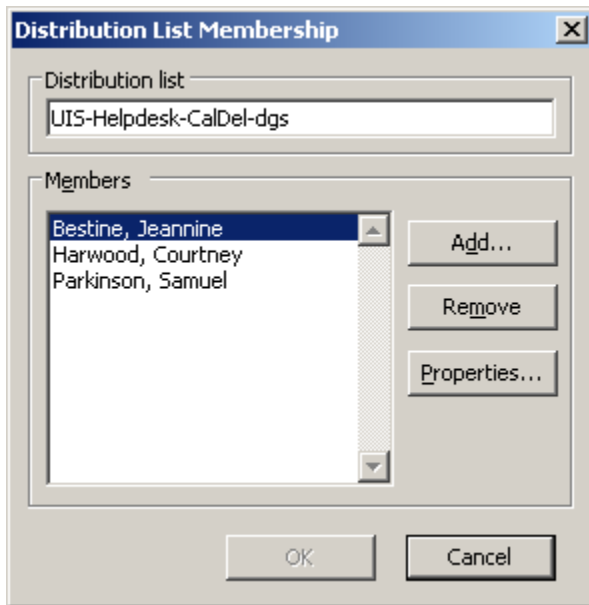 Distribution List Membership
Distribution list
UIS-Helpdesk-CalDel-dgs
Members
Bestine, Jeannine
Harwood, Courtney
Parkinson, Samuel
Add...
Remove
Properties...
OK
Cancel